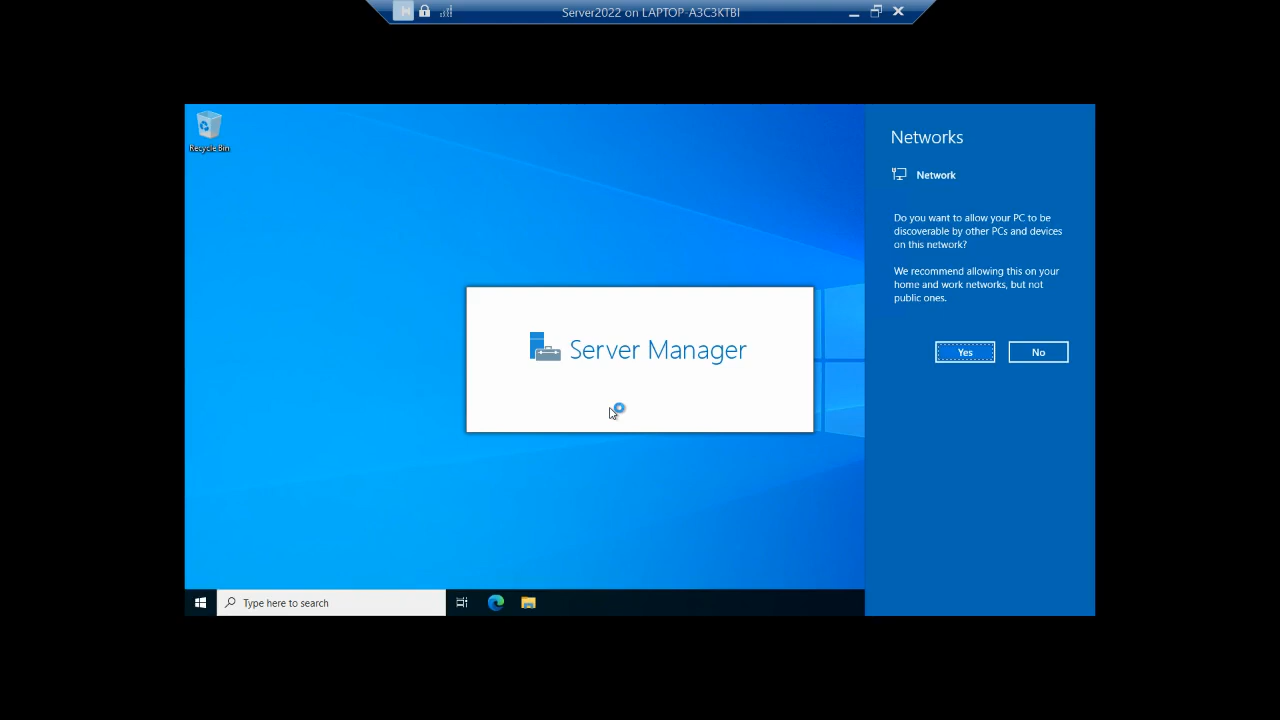 Server2022 on LAPTOP-A3C3KTBI
Recycle Bin
Networks
Network
Do you want to allow your PC to be
discoverable by other PCs and devices
on this network?
We recommend allowing this on your
home and work networks, but not
public ones.
Yes
No
Server Manager
Type here to search